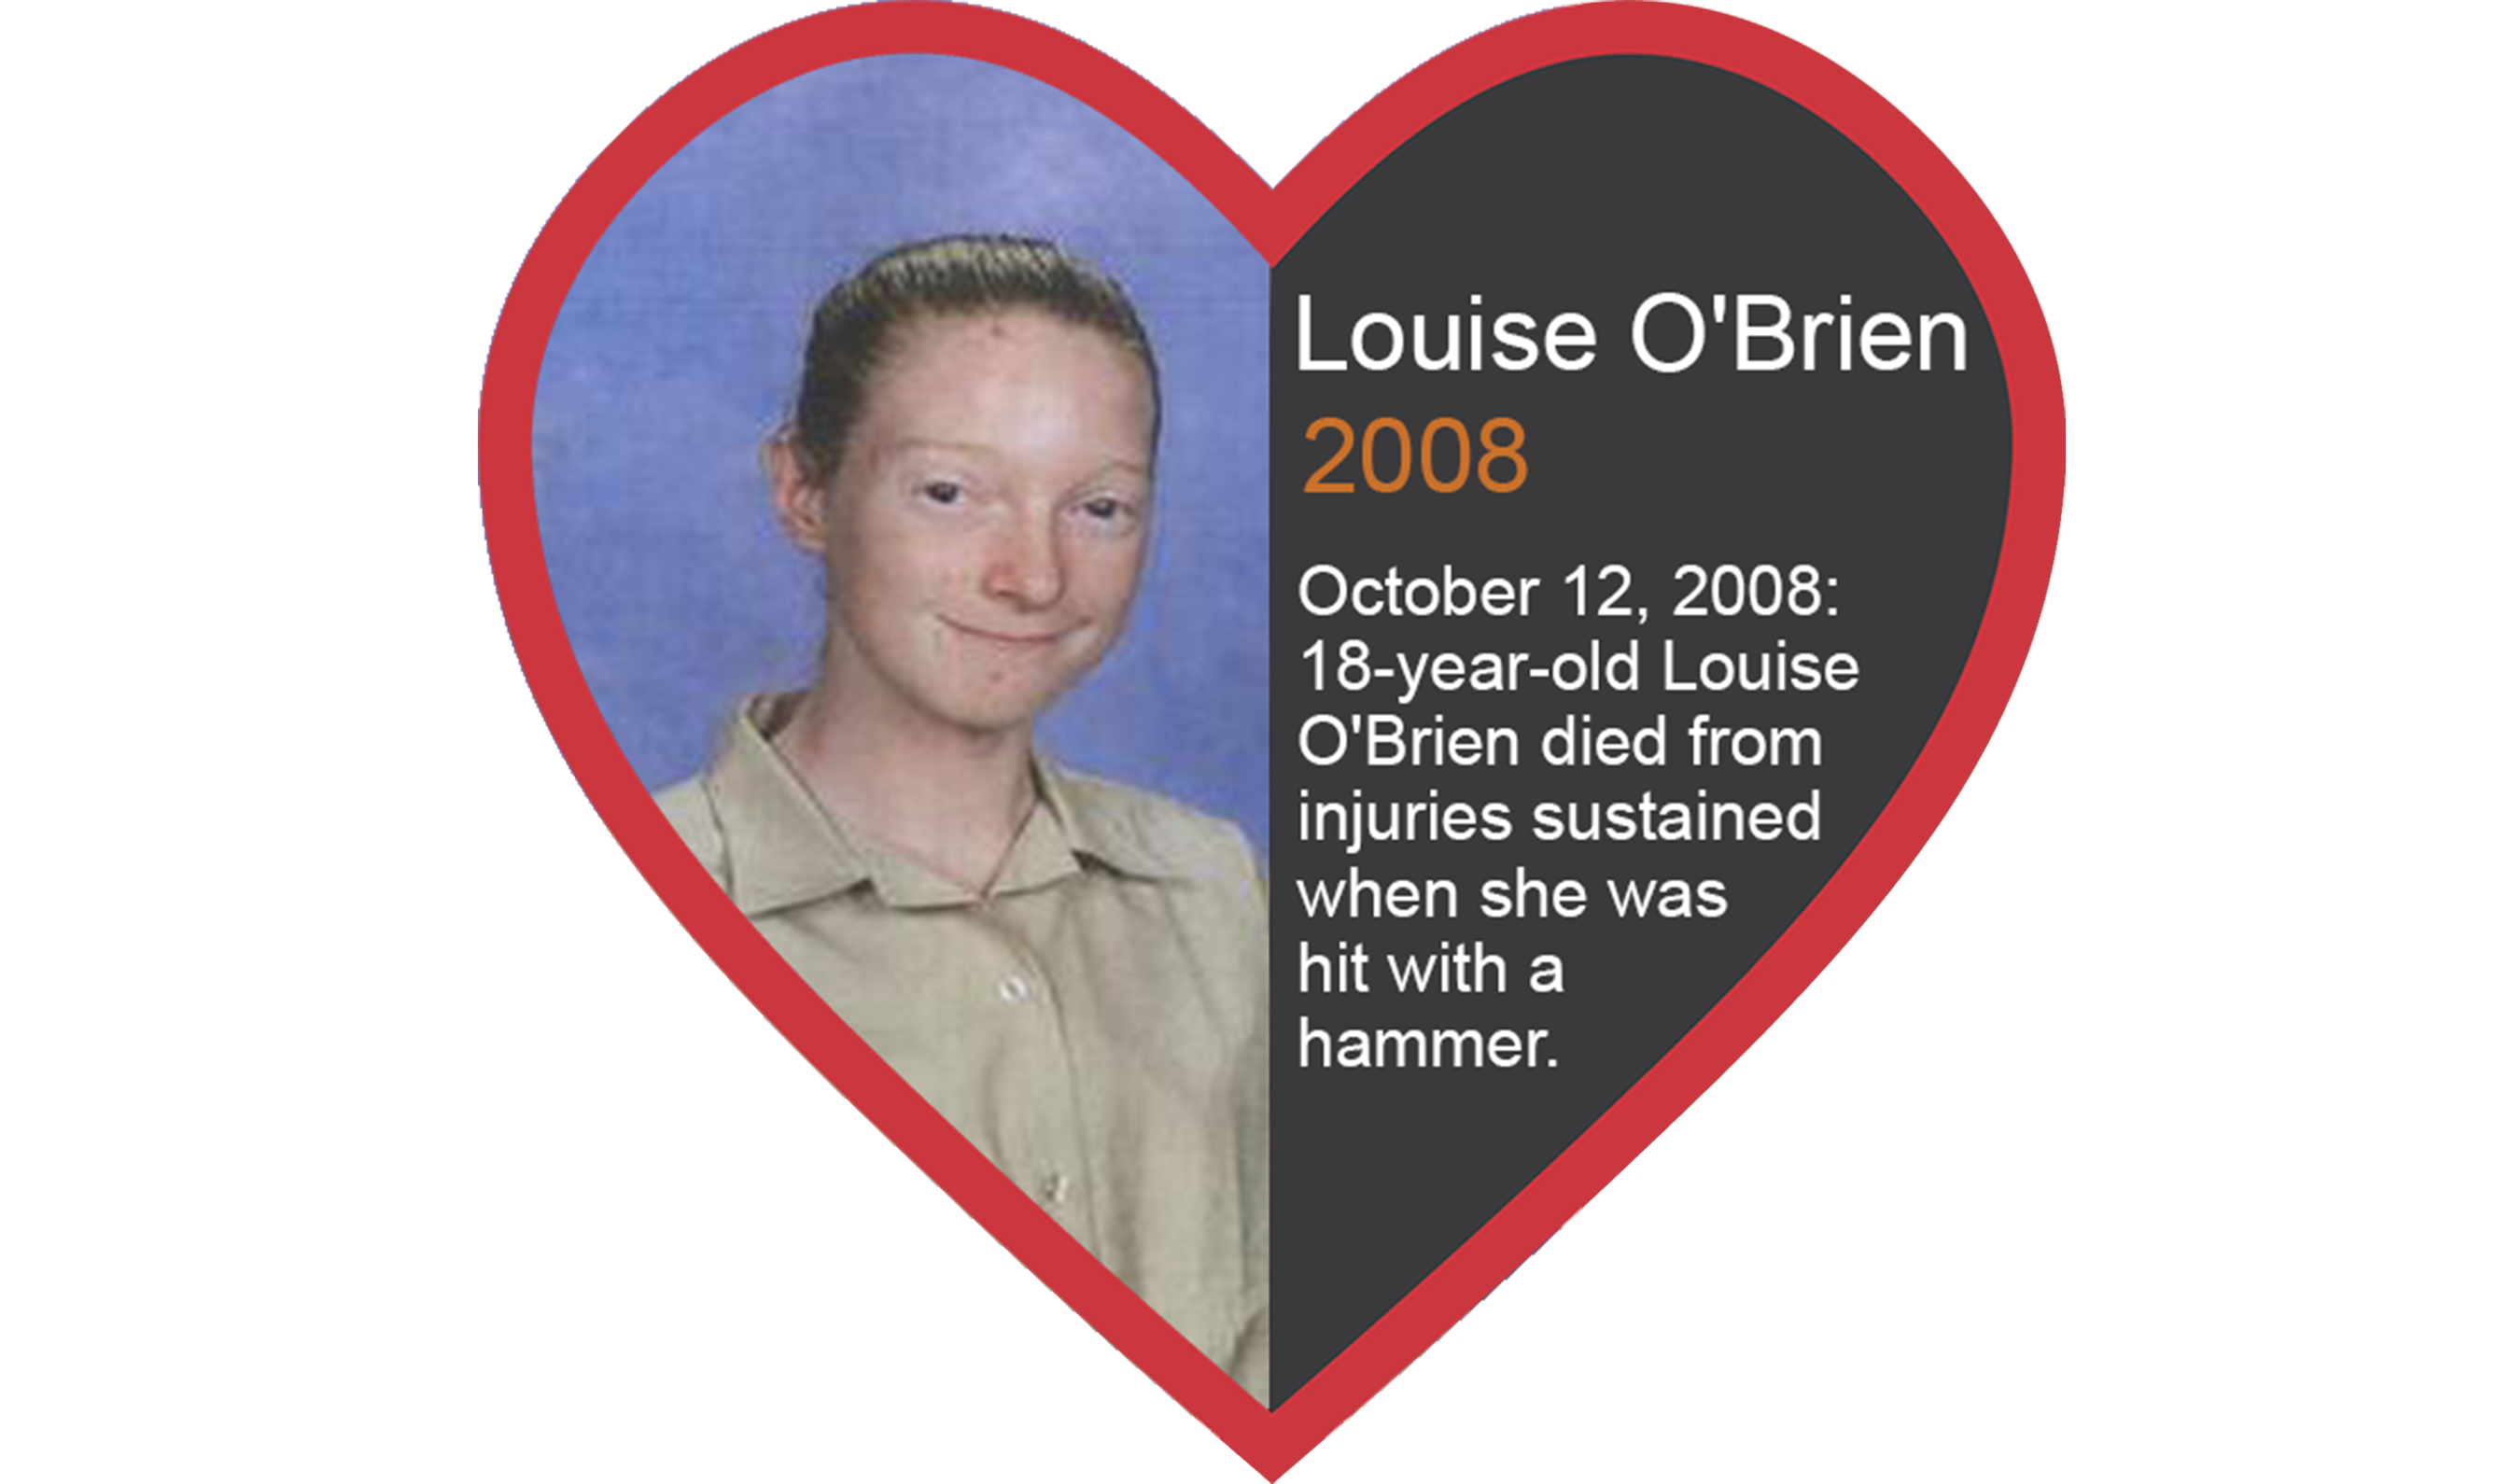 Louise O'Brien
2008
October 12, 2008:
18-year-old Louise
O'Brien died from
injuries sustained
when she was
hit with a
hammer.